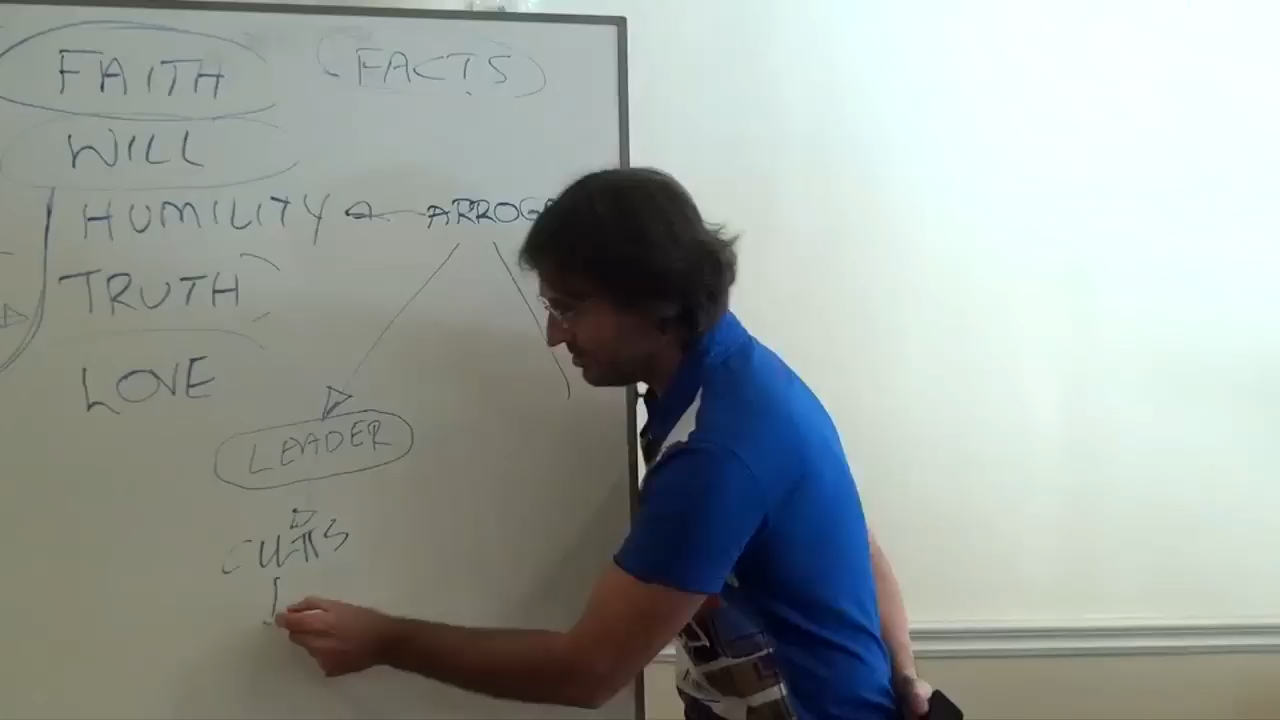 FAITH (FACTS)
WILL
HUMILITY ARROG
TRUTH
LOVE
LEADER
CULTS